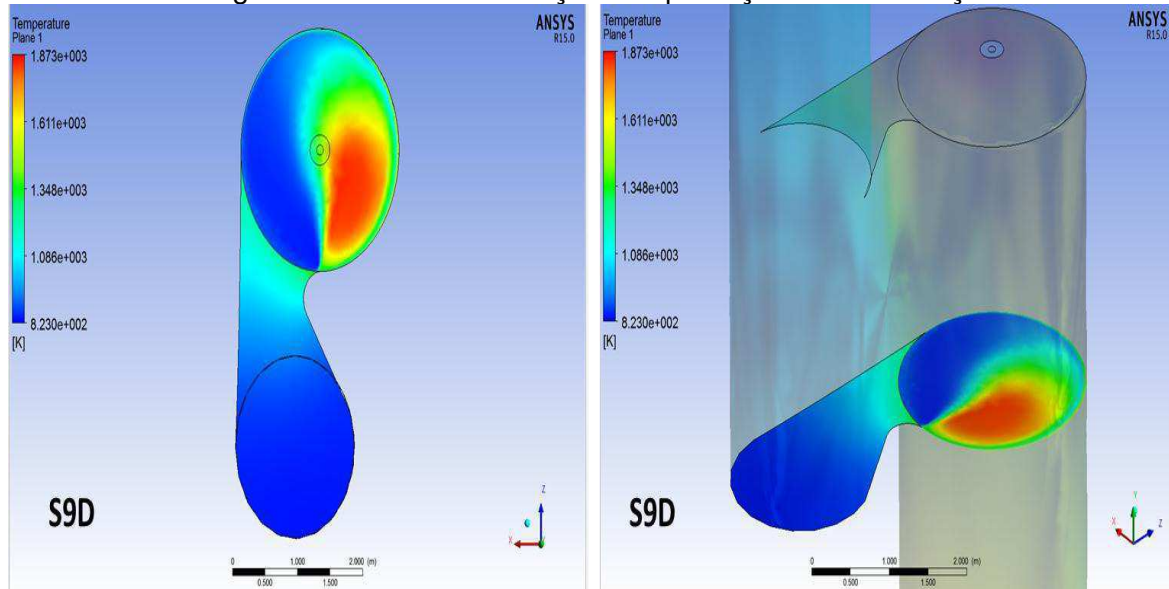 Temperature
Plane 1
1.873e+003
1.611e+003
1.348e+003
1.086e+003
8.230e+002
[K]
ANSYS
R15.0
S9D
Z
X
Y
0 1.000 2.000 (m)
0.500 1.500
Temperature
Plane 1
1.873e+003
1.611e+003
1.348e+003
1.086e+003
8.230e+002
[K]
ANSYS
R15.0
S9D
Y
X
Z
0 1.000 2.000 (m)
0.500 1.500